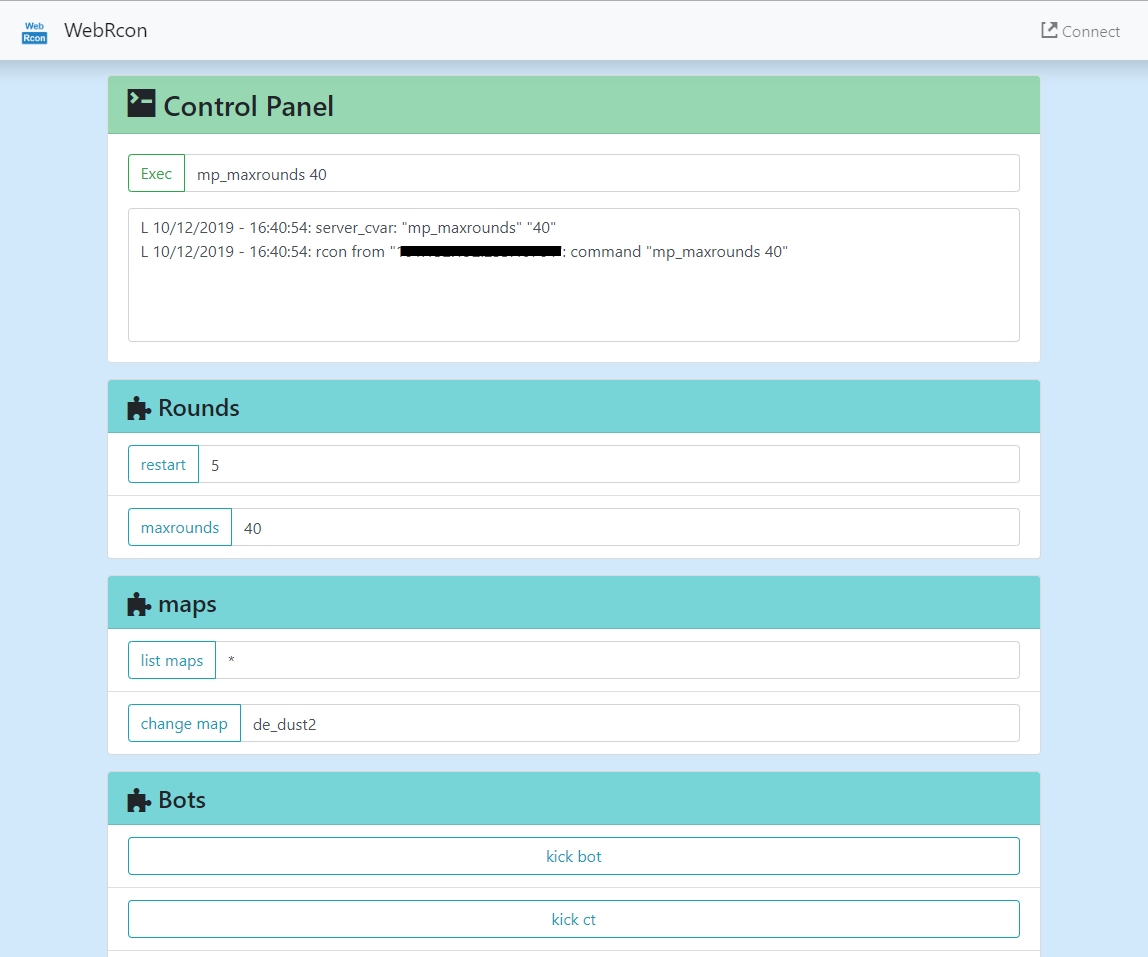 Web
Rcon
WebRcon
Connect
Control Panel
Exec
mp_maxrounds 40
L 10/12/2019 - 16:40:54: server_cvar: "mp_maxrounds" "40"
L 10/12/2019 - 16:40:54: rcon from " : command "mp_maxrounds 40"
Rounds
restart
5
maxrounds
40
maps
list maps
*
change map
de_dust2
Bots
kick bot
kick ct